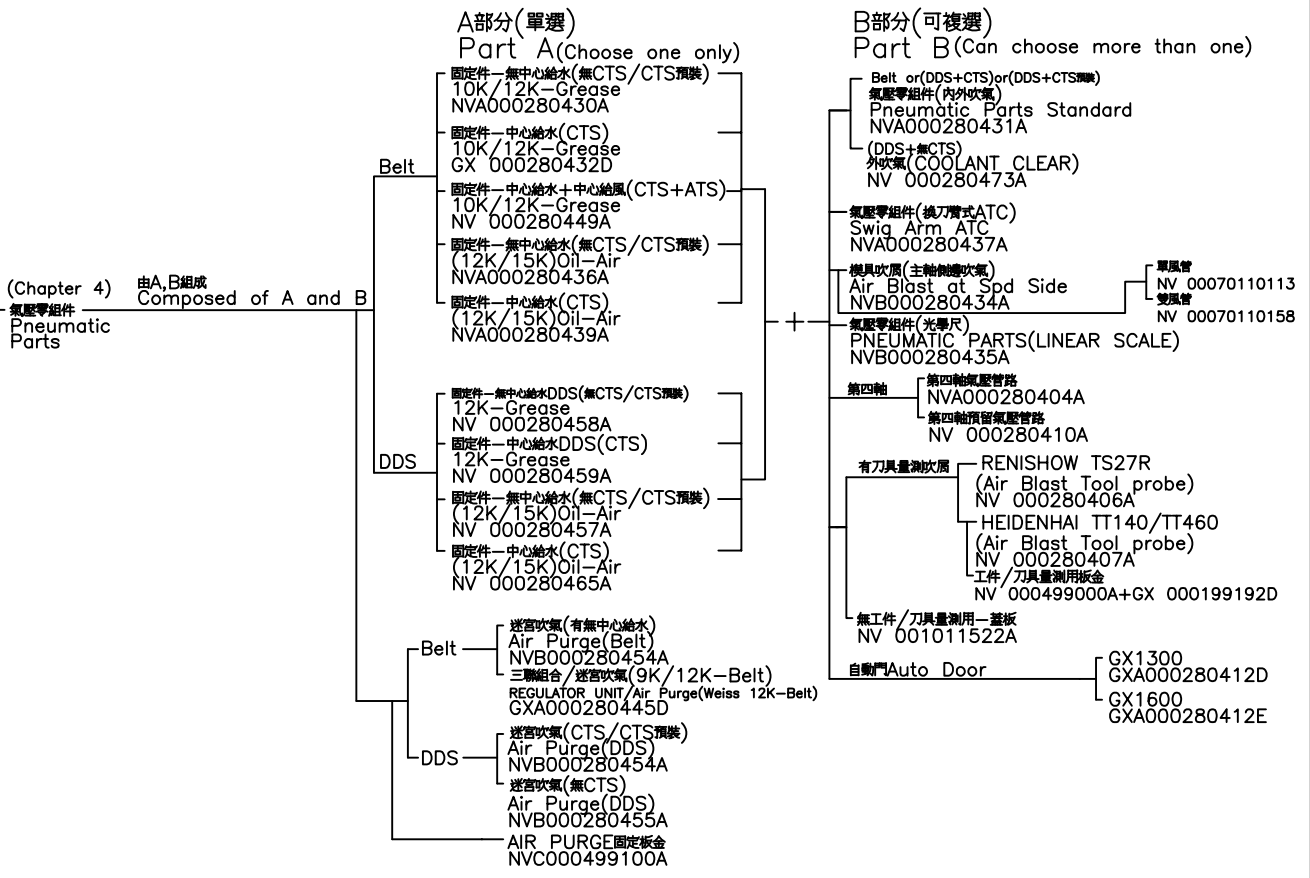 A部分(單選)
Part A(Choose one only)
B部分(可複選)
Part B(Can choose more than one)
(Chapter 4)
氣壓零組件
Pneumatic
Parts
由A,B組成
Composed of A and B
Belt
固定件—無中心給水(無CTS/CTS預裝)
10K/12K-Grease
NVA000280430A
固定件—中心給水(CTS)
10K/12K-Grease
GX 000280432D
固定件—中心給水+中心給風(CTS+ATS)
10K/12K-Grease
NV 000280449A
固定件—無中心給水(無CTS/CTS預裝)
(12K/15K)Oil-Air
NVA000280436A
固定件—中心給水(CTS)
(12K/15K)Oil-Air
NVA000280439A
DDS
固定件—無中心給水DDS(無CTS/CTS預裝)
12K-Grease
NV 000280458A
固定件—中心給水DDS(CTS)
12K-Grease
NV 000280459A
固定件—無中心給水(無CTS/CTS預裝)
(12K/15K)Oil-Air
NV 000280457A
固定件—中心給水(CTS)
(12K/15K)Oil-Air
NV 000280465A
Belt
迷宮吹氣(有無中心給水)
Air Purge(Belt)
NVB000280454A
三聯組合/迷宮吹氣(9K/12K-Belt)
REGULATOR UNIT/Air Purge(Weiss 12K-Belt)
GXA000280445D
DDS
迷宮吹氣(CTS/CTS預裝)
Air Purge(DDS)
NVB000280454A
迷宮吹氣(無CTS)
Air Purge(DDS)
NVB000280455A
AIR PURGE固定板金
NVC000499100A
+
Belt or(DDS+CTS)or(DDS+CTS預裝)
氣壓零組件(內外吹氣)
Pneumatic Parts Standard
NVA000280431A
(DDS+無CTS)
外吹氣(COOLANT CLEAR)
NV 000280473A
氣壓零組件(換刀臂式ATC)
Swig Arm ATC
NVA000280437A
模具吹屑(主軸側邊吹氣)
Air Blast at Spd Side
NVB000280434A
單風管
NV 00070110113
雙風管
NV 00070110158
氣壓零組件(光學尺)
PNEUMATIC PARTS(LINEAR SCALE)
NVB000280435A
第四軸
第四軸氣壓管路
NVA000280404A
第四軸預留氣壓管路
NV 000280410A
有刀具量測吹屑
RENISHOW TS27R
(Air Blast Tool probe)
NV 000280406A
HEIDENHAI TT140/TT460
(Air Blast Tool probe)
NV 000280407A
工件/刀具量測用板金
NV 000499000A+GX 000199192D
無工件/刀具量測用—蓋板
NV 001011522A
自動門Auto Door
GX1300
GXA000280412D
GX1600
GXA000280412E